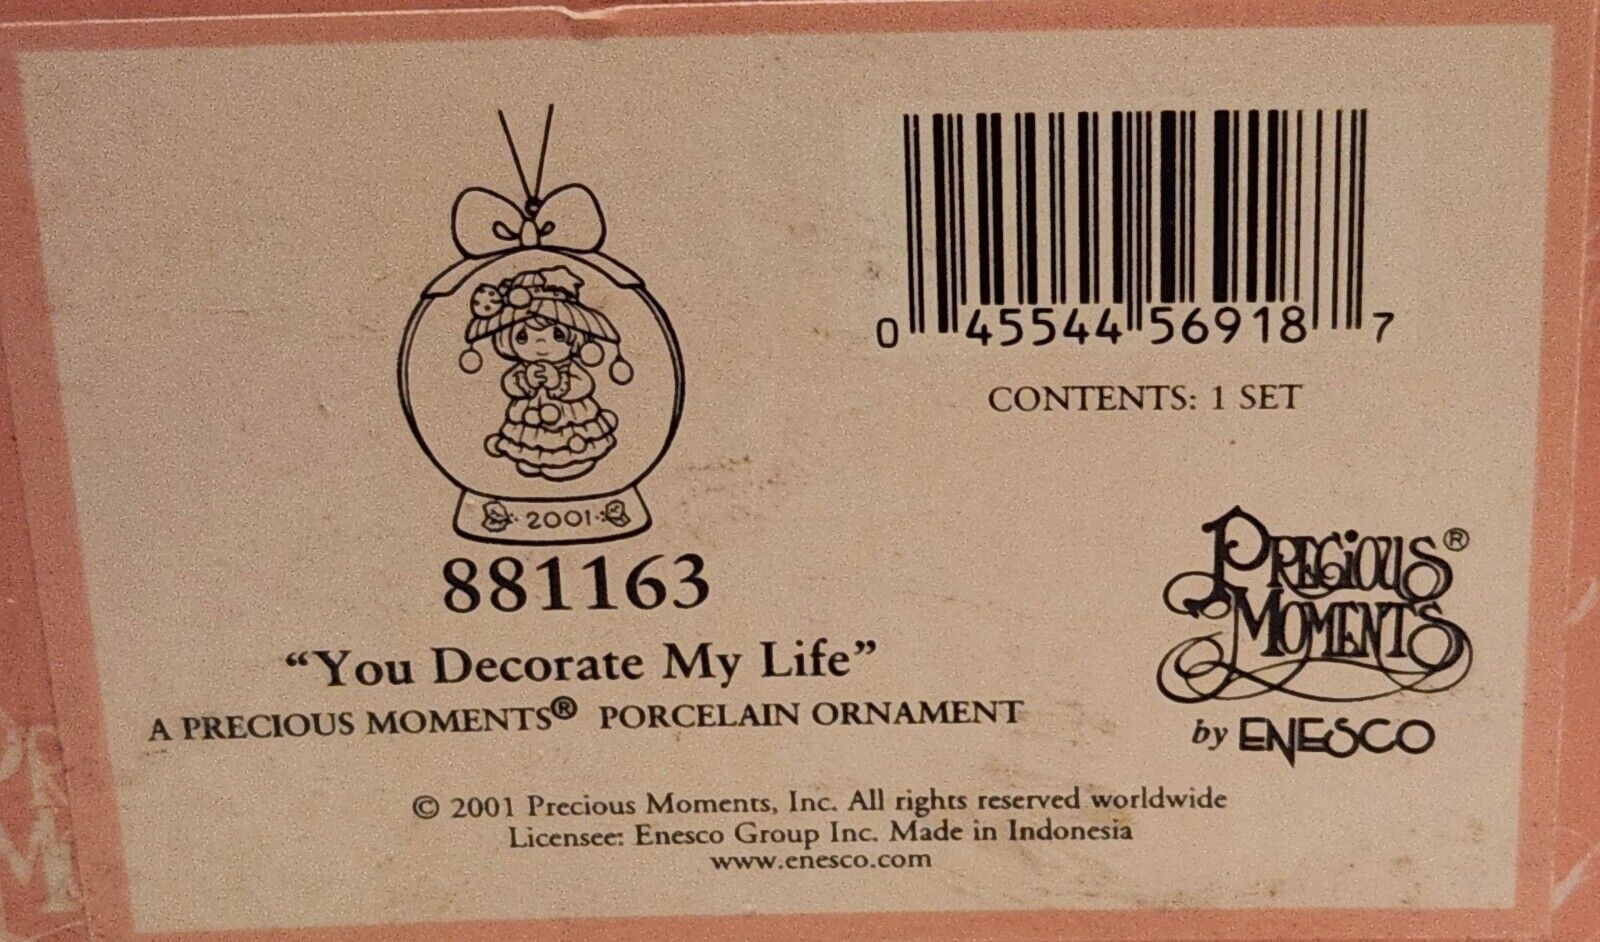 0 45544 56918 7
CONTENTS: 1 SET
2001
881163
"You Decorate My Life"
A PRECIOUS MOMENTS® PORCELAIN ORNAMENT
PRECIOUS®
MOMENTS
by ENESCO
© 2001 Precious Moments, Inc. All rights reserved worldwide
Licensee: Enesco Group Inc. Made in Indonesia
www.enesco.com